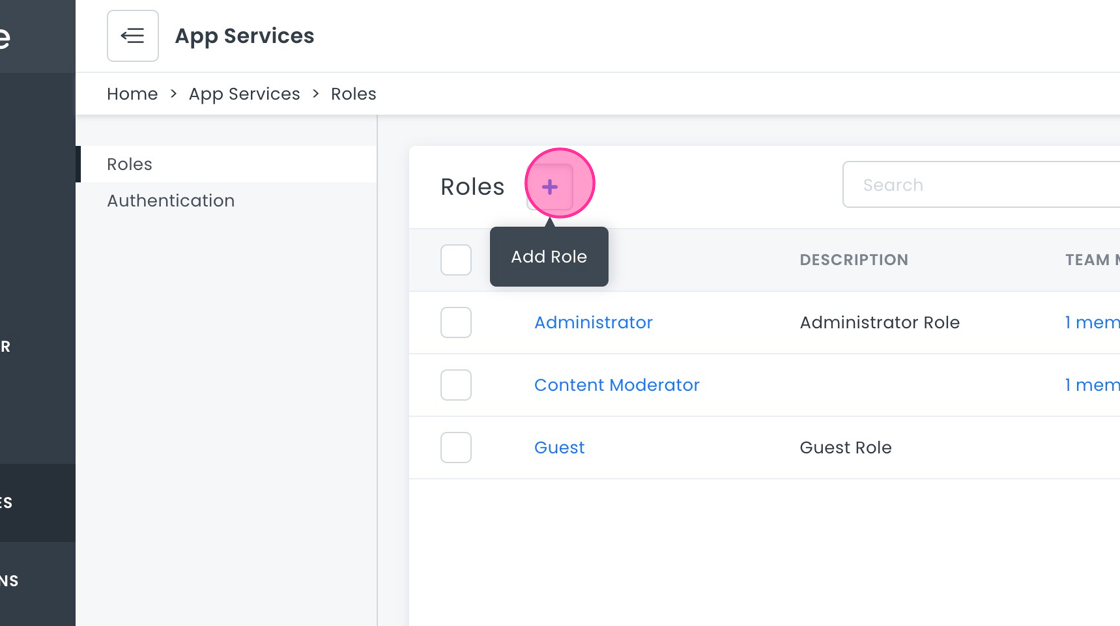 e
App Services
Home > App Services > Roles
Roles
Authentication
Roles
+
Search
Add Role
DESCRIPTION
TEAM M
Administrator
Administrator Role
1 mem
R
Content Moderator
1 mem
Guest
Guest Role
ES
NS